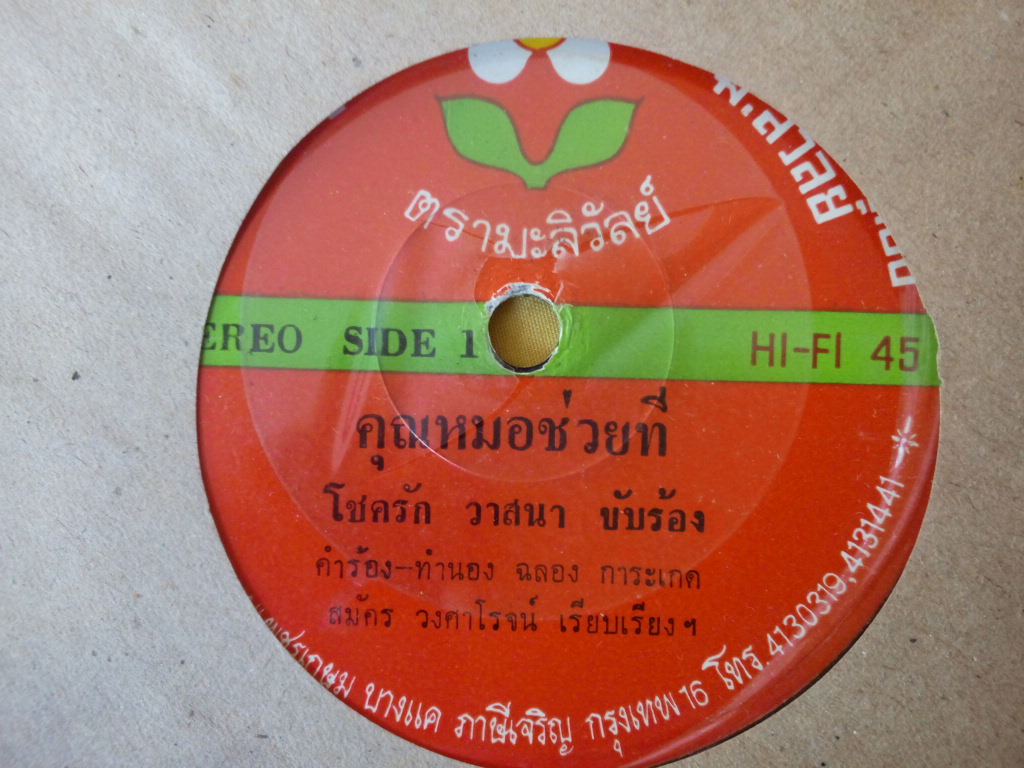 ตรามะลิวัลย์
SIDE 1
HI-FI 45
คุณหมอช่วยที
โชครัก วาสนา ขับร้อง
คำร้อง-ทำนอง ฉลอง การะเกด
สมัคร วงศาโรจน์ เรียบเรียงฯ
บางแค ภาษีเจริญ กรุงเทพ 16 โทร. 4130319,4131441